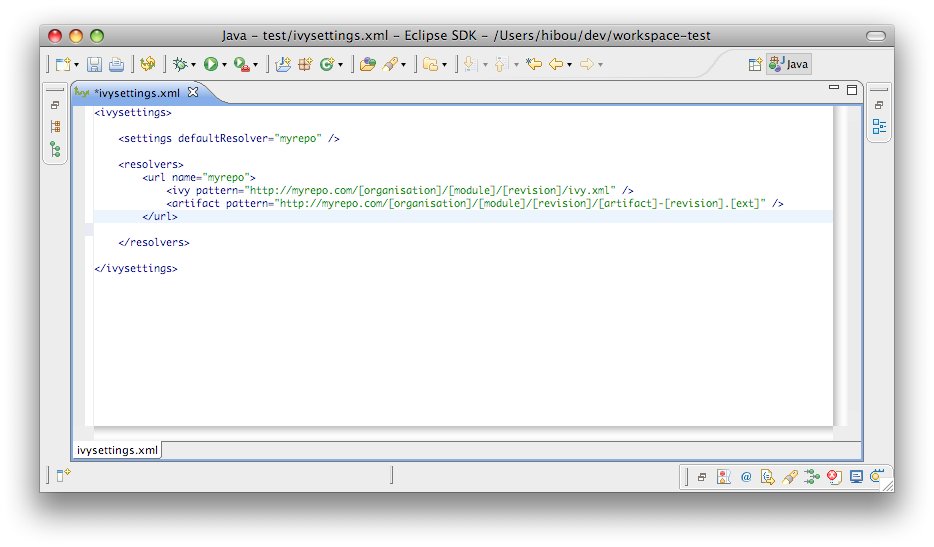 Java – test/ivysettings.xml – Eclipse SDK – /Users/hibou/dev/workspace-test
Java
*ivysettings.xml
<ivysettings>
<settings defaultResolver="myrepo" />
<resolvers>
<url name="myrepo">
<ivy pattern="http://myrepo.com/[organisation]/[module]/[revision]/ivy.xml" />
<artifact pattern="http://myrepo.com/[organisation]/[module]/[revision]/[artifact]-[revision].[ext]" />
</url>
</resolvers>
</ivysettings>
ivysettings.xml